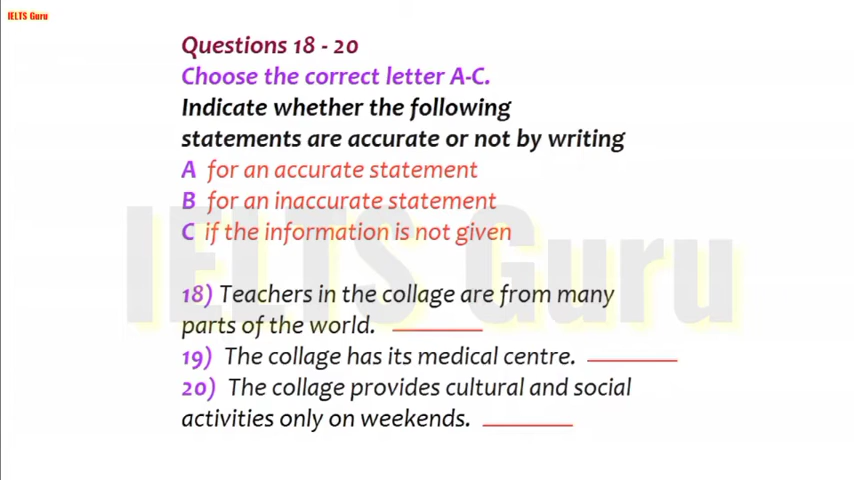 IELTS Guru
Questions 18 - 20
Choose the correct letter A-C.
Indicate whether the following
statements are accurate or not by writing
A for an accurate statement
B for an inaccurate statement
C if the information is not given
IELTS Guru
18) Teachers in the collage are from many
parts of the world. ________
19) The collage has its medical centre. ________
20) The collage provides cultural and social
activities only on weekends. ________